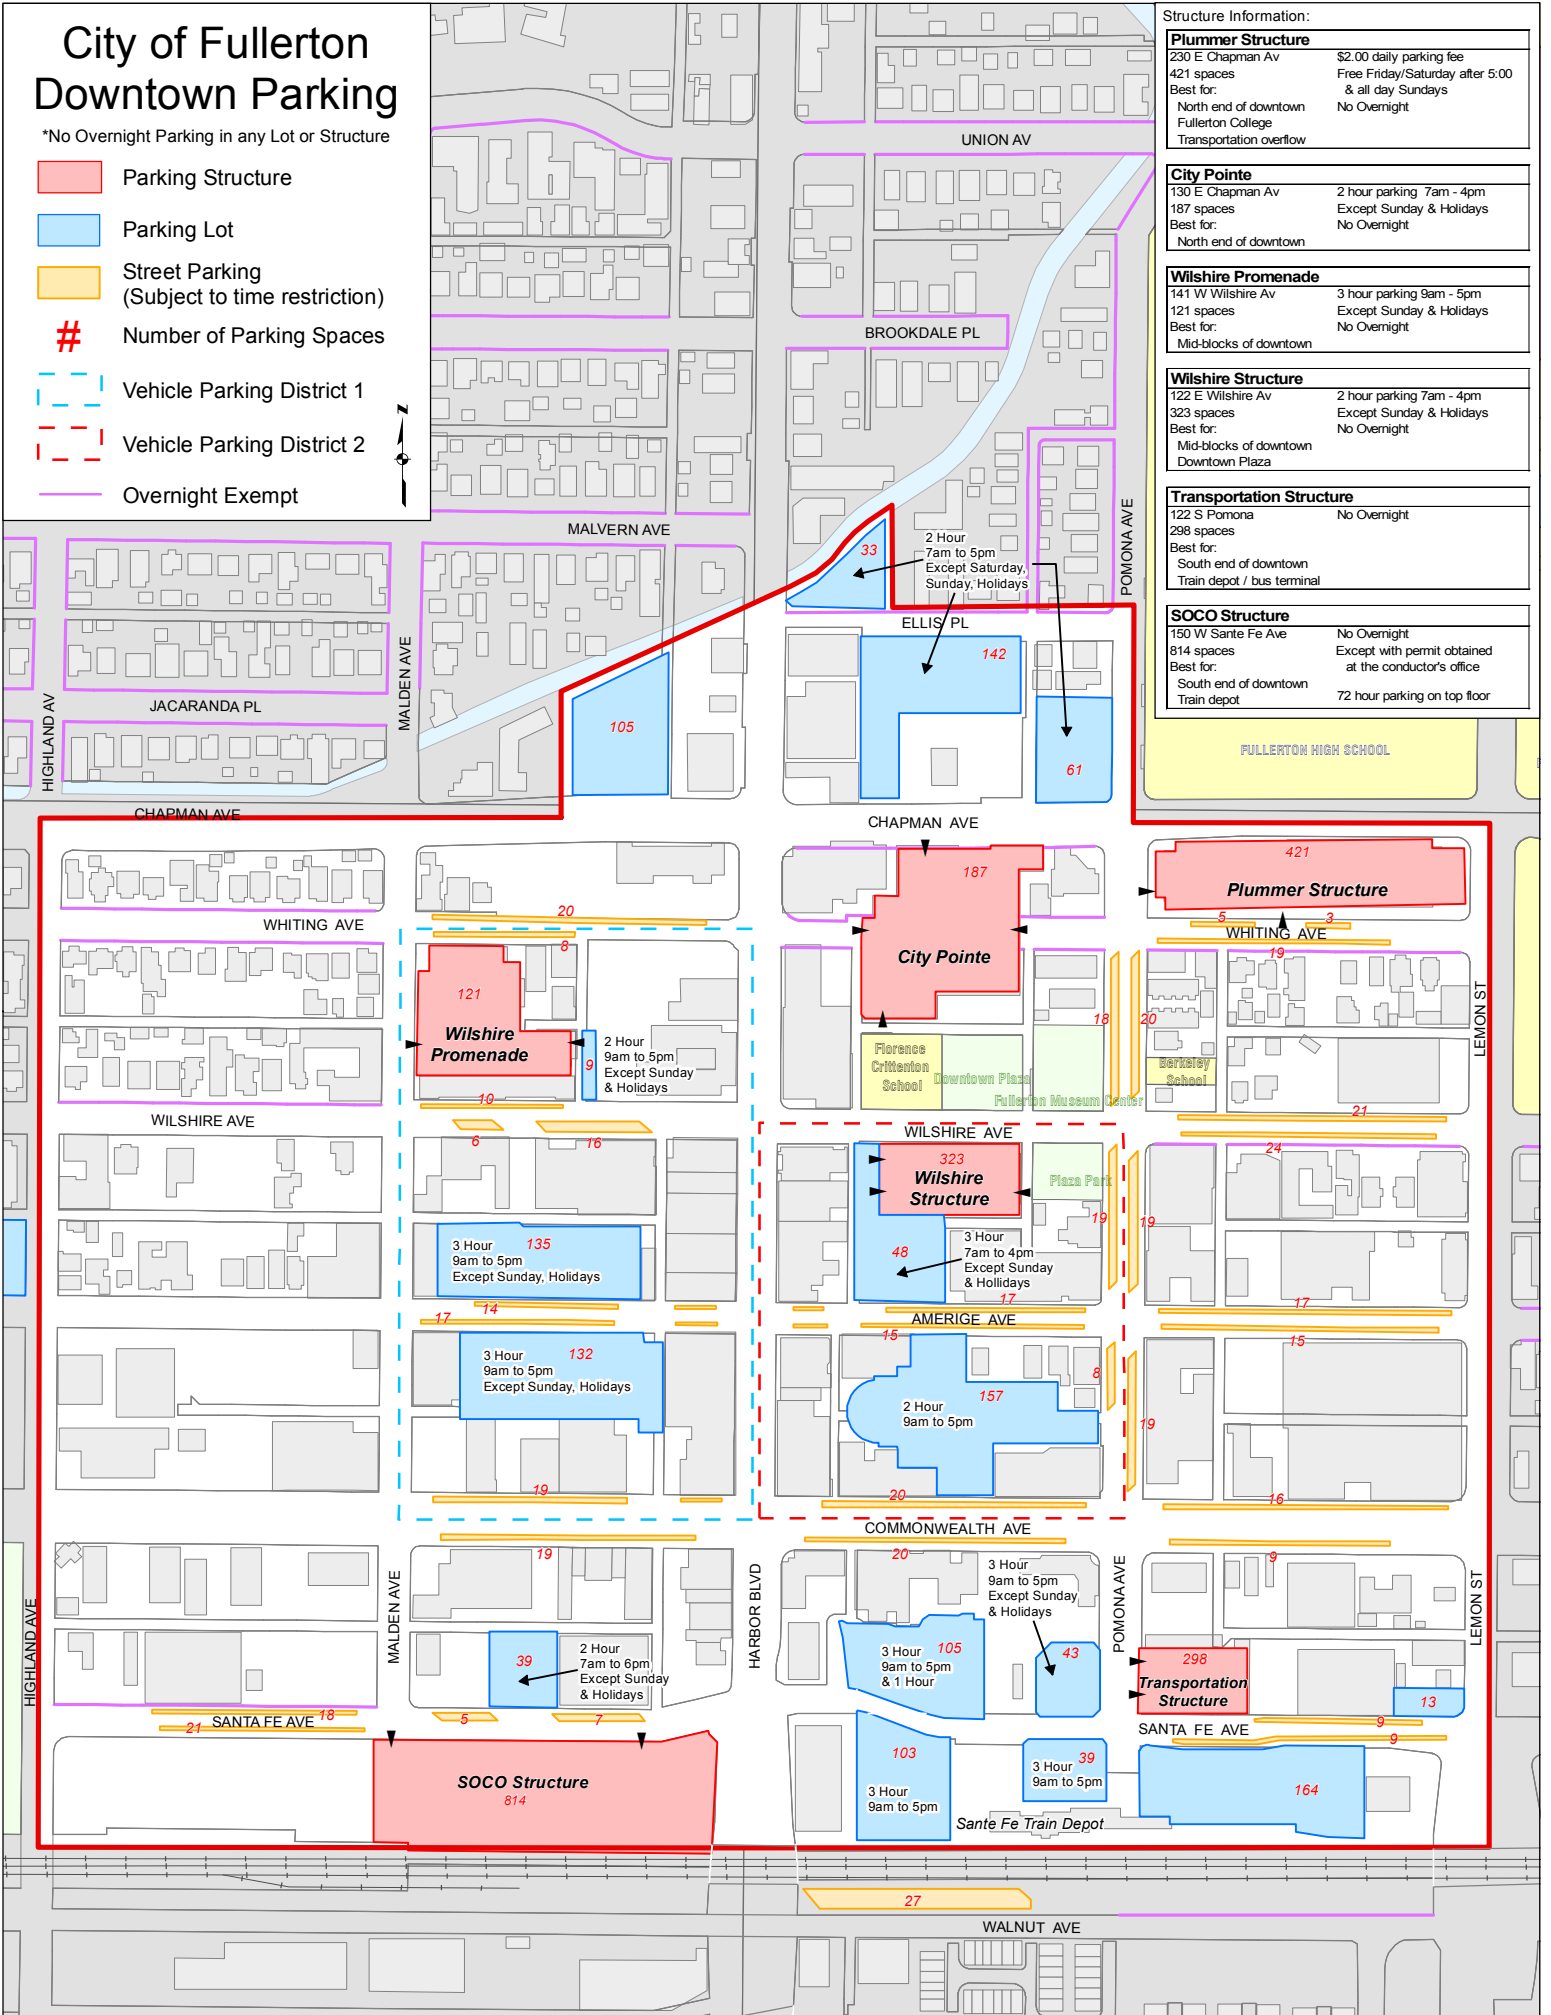 City of Fullerton
Downtown Parking
*No Overnight Parking in any Lot or Structure
Parking Structure
Parking Lot
Street Parking
(Subject to time restriction)
# Number of Parking Spaces
Vehicle Parking District 1
Vehicle Parking District 2
Overnight Exempt
Z
Structure Information:
Plummer Structure
230 E Chapman Av $2.00 daily parking fee
421 spaces Free Friday/Saturday after 5:00
Best for: & all day Sundays
North end of downtown No Overnight
Fullerton College
Transportation overflow
City Pointe
130 E Chapman Av 2 hour parking 7am - 4pm
187 spaces Except Sunday & Holidays
Best for: No Overnight
North end of downtown
Wilshire Promenade
141 W Wilshire Av 3 hour parking 9am - 5pm
121 spaces Except Sunday & Holidays
Best for: No Overnight
Mid-blocks of downtown
Wilshire Structure
122 E Wilshire Av 2 hour parking 7am - 4pm
323 spaces Except Sunday & Holidays
Best for: No Overnight
Mid-blocks of downtown
Downtown Plaza
Transportation Structure
122 S Pomona No Overnight
298 spaces
Best for:
South end of downtown
Train depot / bus terminal
SOCO Structure
150 W Sante Fe Ave No Overnight
814 spaces Except with permit obtained
Best for: at the conductor's office
South end of downtown
Train depot 72 hour parking on top floor
UNION AV
BROOKDALE PL
MALVERN AVE
POMONA AVE
33
2 Hour
7am to 5pm
Except Saturday,
Sunday, Holidays
ELLIS PL
142
MALDEN AVE
JACARANDA PL
HIGHLAND AV
105
61
FULLERTON HIGH SCHOOL
CHAPMAN AVE
CHAPMAN AVE
187
City Pointe
421
Plummer Structure
20
5
3
WHITING AVE
WHITING AVE
8
19
121
Wilshire
Promenade
9
2 Hour
9am to 5pm
Except Sunday
& Holidays
18
20
LEMON ST
Florence
Crittenton
School
Downtown Plaza
Fullerton Museum Center
Berkeley
School
10
21
WILSHIRE AVE
WILSHIRE AVE
6
16
24
323
Wilshire
Structure
Plaza Park
19
19
3 Hour
9am to 5pm
Except Sunday, Holidays
135
48
3 Hour
7am to 4pm
Except Sunday
& Hollidays
17
14
17
17
AMERIGE AVE
15
15
3 Hour
9am to 5pm
Except Sunday, Holidays
132
8
157
2 Hour
9am to 5pm
19
19
20
16
COMMONWEALTH AVE
19
20
9
3 Hour
9am to 5pm
Except Sunday
& Holidays
HIGHLAND AVE
MALDEN AVE
HARBOR BLVD
POMONA AVE
LEMON ST
39
2 Hour
7am to 6pm
Except Sunday
& Holidays
3 Hour
9am to 5pm
& 1 Hour
105
43
298
Transportation
Structure
13
18
21
SANTA FE AVE
5
7
SANTA FE AVE
9
9
SOCO Structure
814
103
3 Hour
9am to 5pm
39
3 Hour
9am to 5pm
164
Sante Fe Train Depot
27
WALNUT AVE